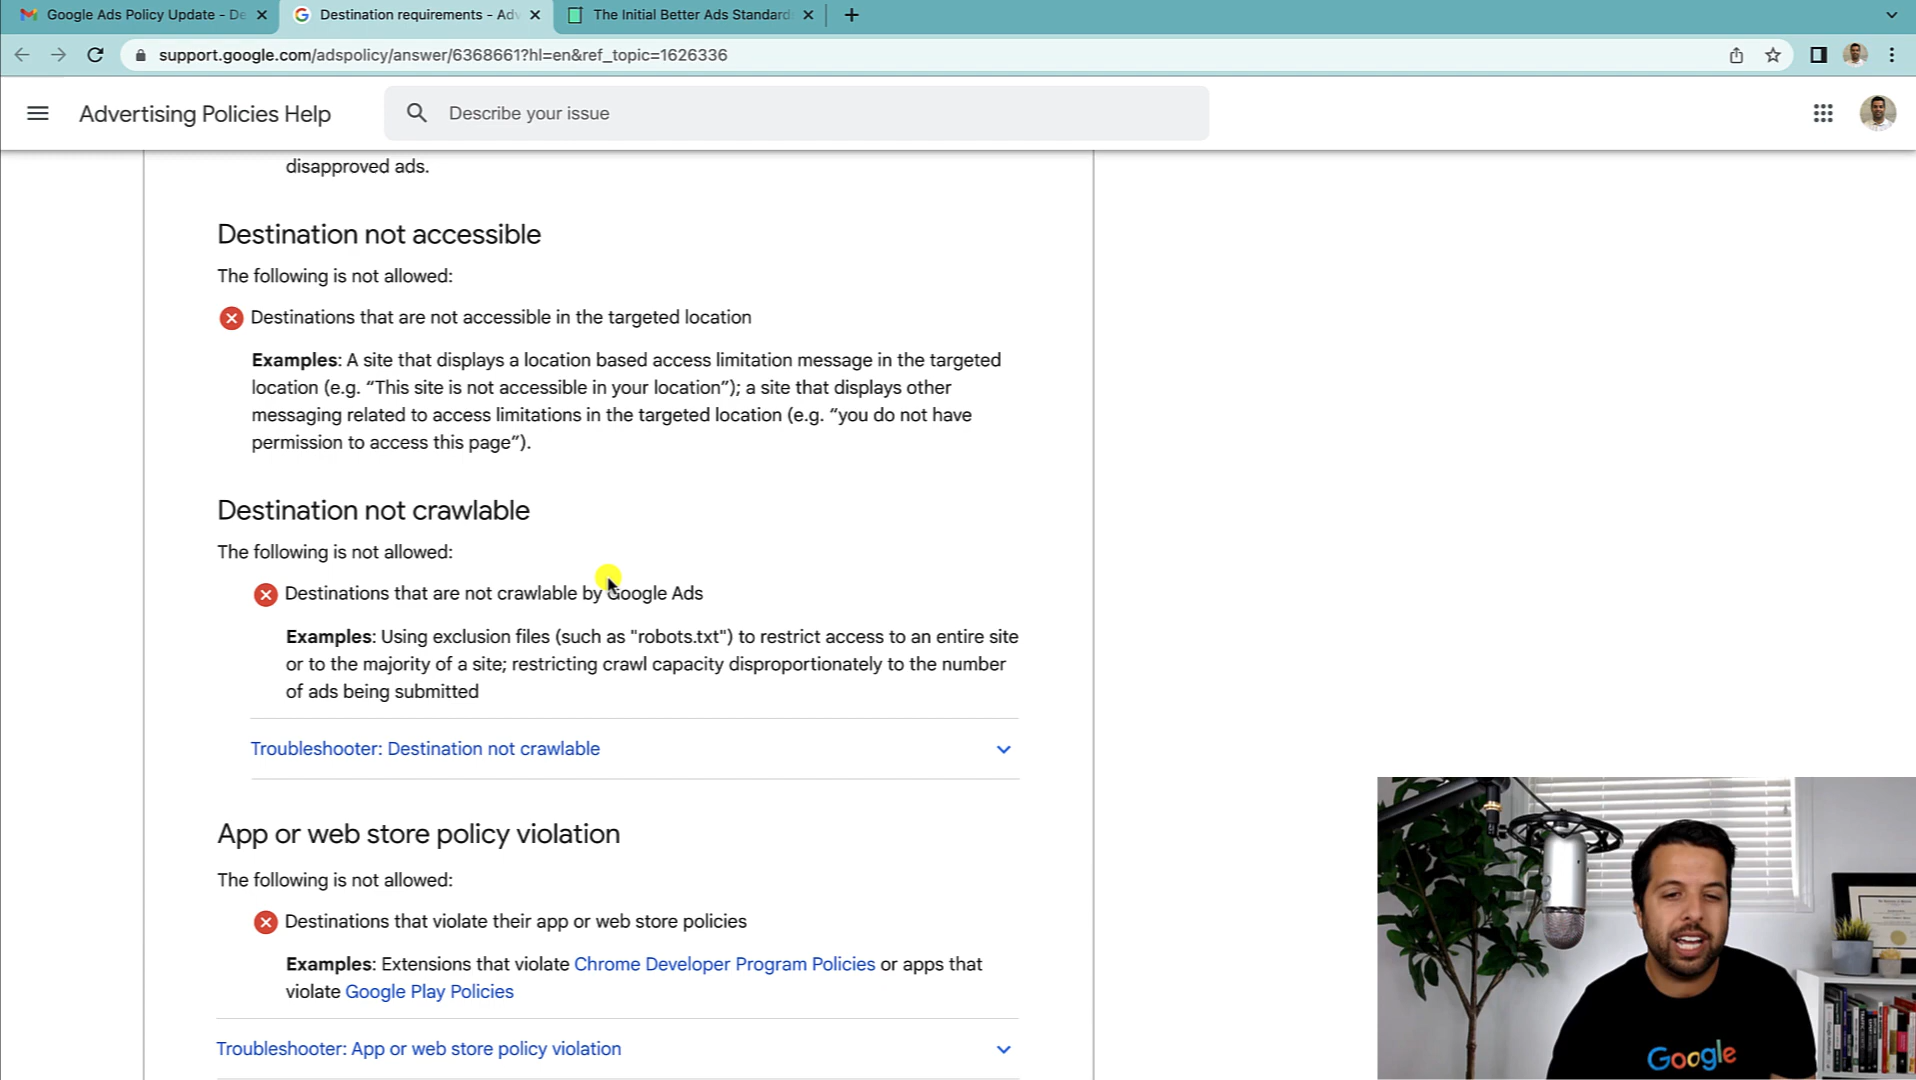 Google Ads Policy Update - De
Destination requirements - Adv
The Initial Better Ads Standard
support.google.com/adspolicy/answer/6368661?hl=en&ref_topic=1626336
Advertising Policies Help
Describe your issue
disapproved ads.
Destination not accessible
The following is not allowed:
Destinations that are not accessible in the targeted location
Examples: A site that displays a location based access limitation message in the targeted
location (e.g. “This site is not accessible in your location”); a site that displays other
messaging related to access limitations in the targeted location (e.g. “you do not have
permission to access this page”).
Destination not crawlable
The following is not allowed:
Destinations that are not crawlable by Google Ads
Examples: Using exclusion files (such as "robots.txt") to restrict access to an entire site
or to the majority of a site; restricting crawl capacity disproportionately to the number
of ads being submitted
Troubleshooter: Destination not crawlable
App or web store policy violation
The following is not allowed:
Destinations that violate their app or web store policies
Examples: Extensions that violate Chrome Developer Program Policies or apps that
violate Google Play Policies
Troubleshooter: App or web store policy violation
Google